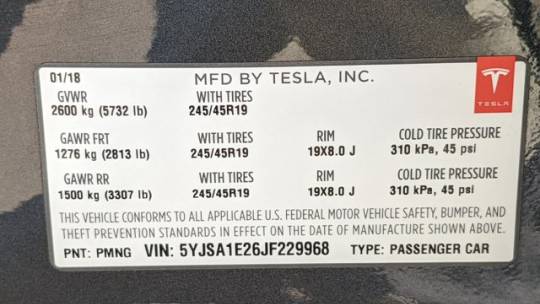 01/18 MFD BY TESLA, INC.
GVWR WITH TIRES
2600 kg (5732 lb) 245/45R19
TESLA
GAWR FRT WITH TIRES RIM COLD TIRE PRESSURE
1276 kg (2813 lb) 245/45R19 19X8.0 J 310 kPa, 45 psi
GAWR RR WITH TIRES RIM COLD TIRE PRESSURE
1500 kg (3307 lb) 245/45R19 19X8.0 J 310 kPa, 45 psi
THIS VEHICLE CONFORMS TO ALL APPLICABLE U.S. FEDERAL MOTOR VEHICLE SAFETY, BUMPER, AND
THEFT PREVENTION STANDARDS IN EFFECT ON THE DATE OF MANUFACTURE SHOWN ABOVE.
PNT: PMNG VIN: 5YJSA1E26JF229968 TYPE: PASSENGER CAR